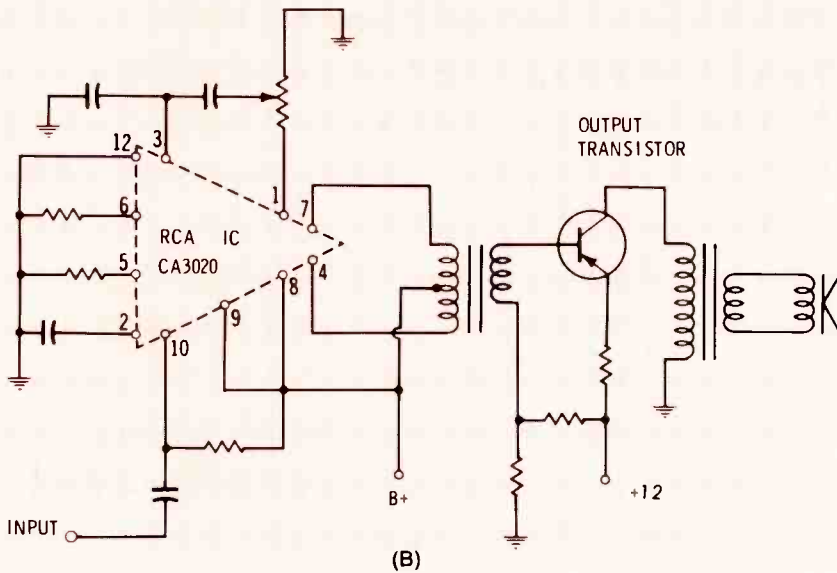 OUTPUT
TRANSISTOR
12
3
1
7
6
RCA IC
CA3020
5
8
4
2
10
9
B+
+12
INPUT
(B)